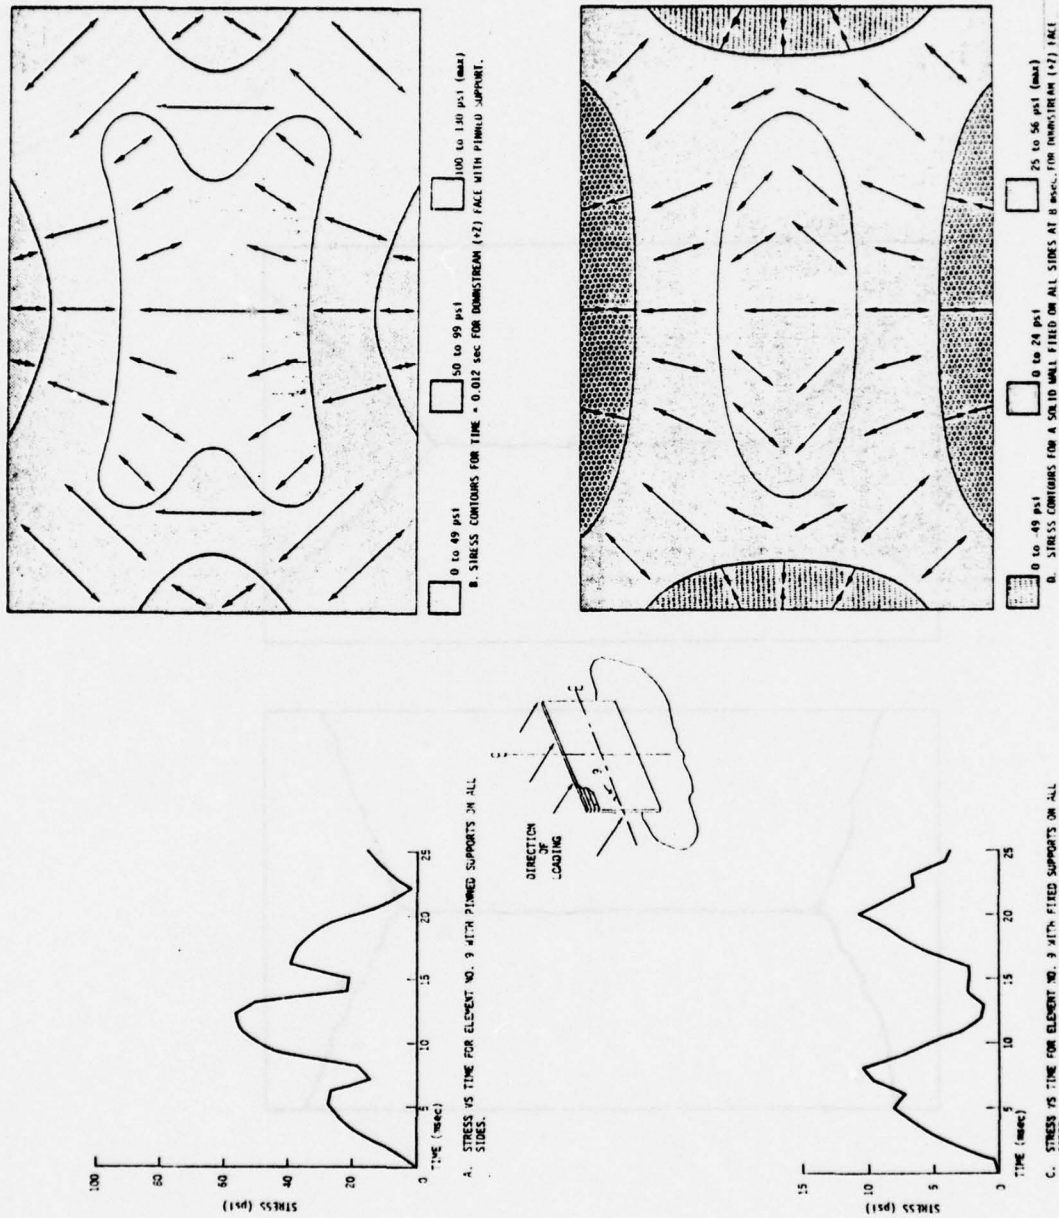 STRESS (psi)
100
80
60
40
20
0
5
10
15
20
25
TIME (msec)
A. STRESS VS TIME FOR ELEMENT NO. 9 WITH PINNED SUPPORTS ON ALL
SIDES.
0 to 49 psi
50 to 99 psi
100 to 130 psi (max)
B. STRESS CONTOURS FOR TIME = 0.012 sec FOR DOWNSTREAM (+Z) FACE WITH PINNED SUPPORT.
DIRECTION
OF
LOADING
9
STRESS (psi)
15
10
5
0
5
10
15
20
25
TIME (msec)
C. STRESS VS TIME FOR ELEMENT NO. 9 WITH FIXED SUPPORTS ON ALL
0 to -49 psi
0 to 24 psi
25 to 56 psi (max)
D. STRESS CONTOURS FOR A SOLID WALL FIXED ON ALL SIDES AT 8 msec. FOR DOWNSTREAM (+Z) FACE